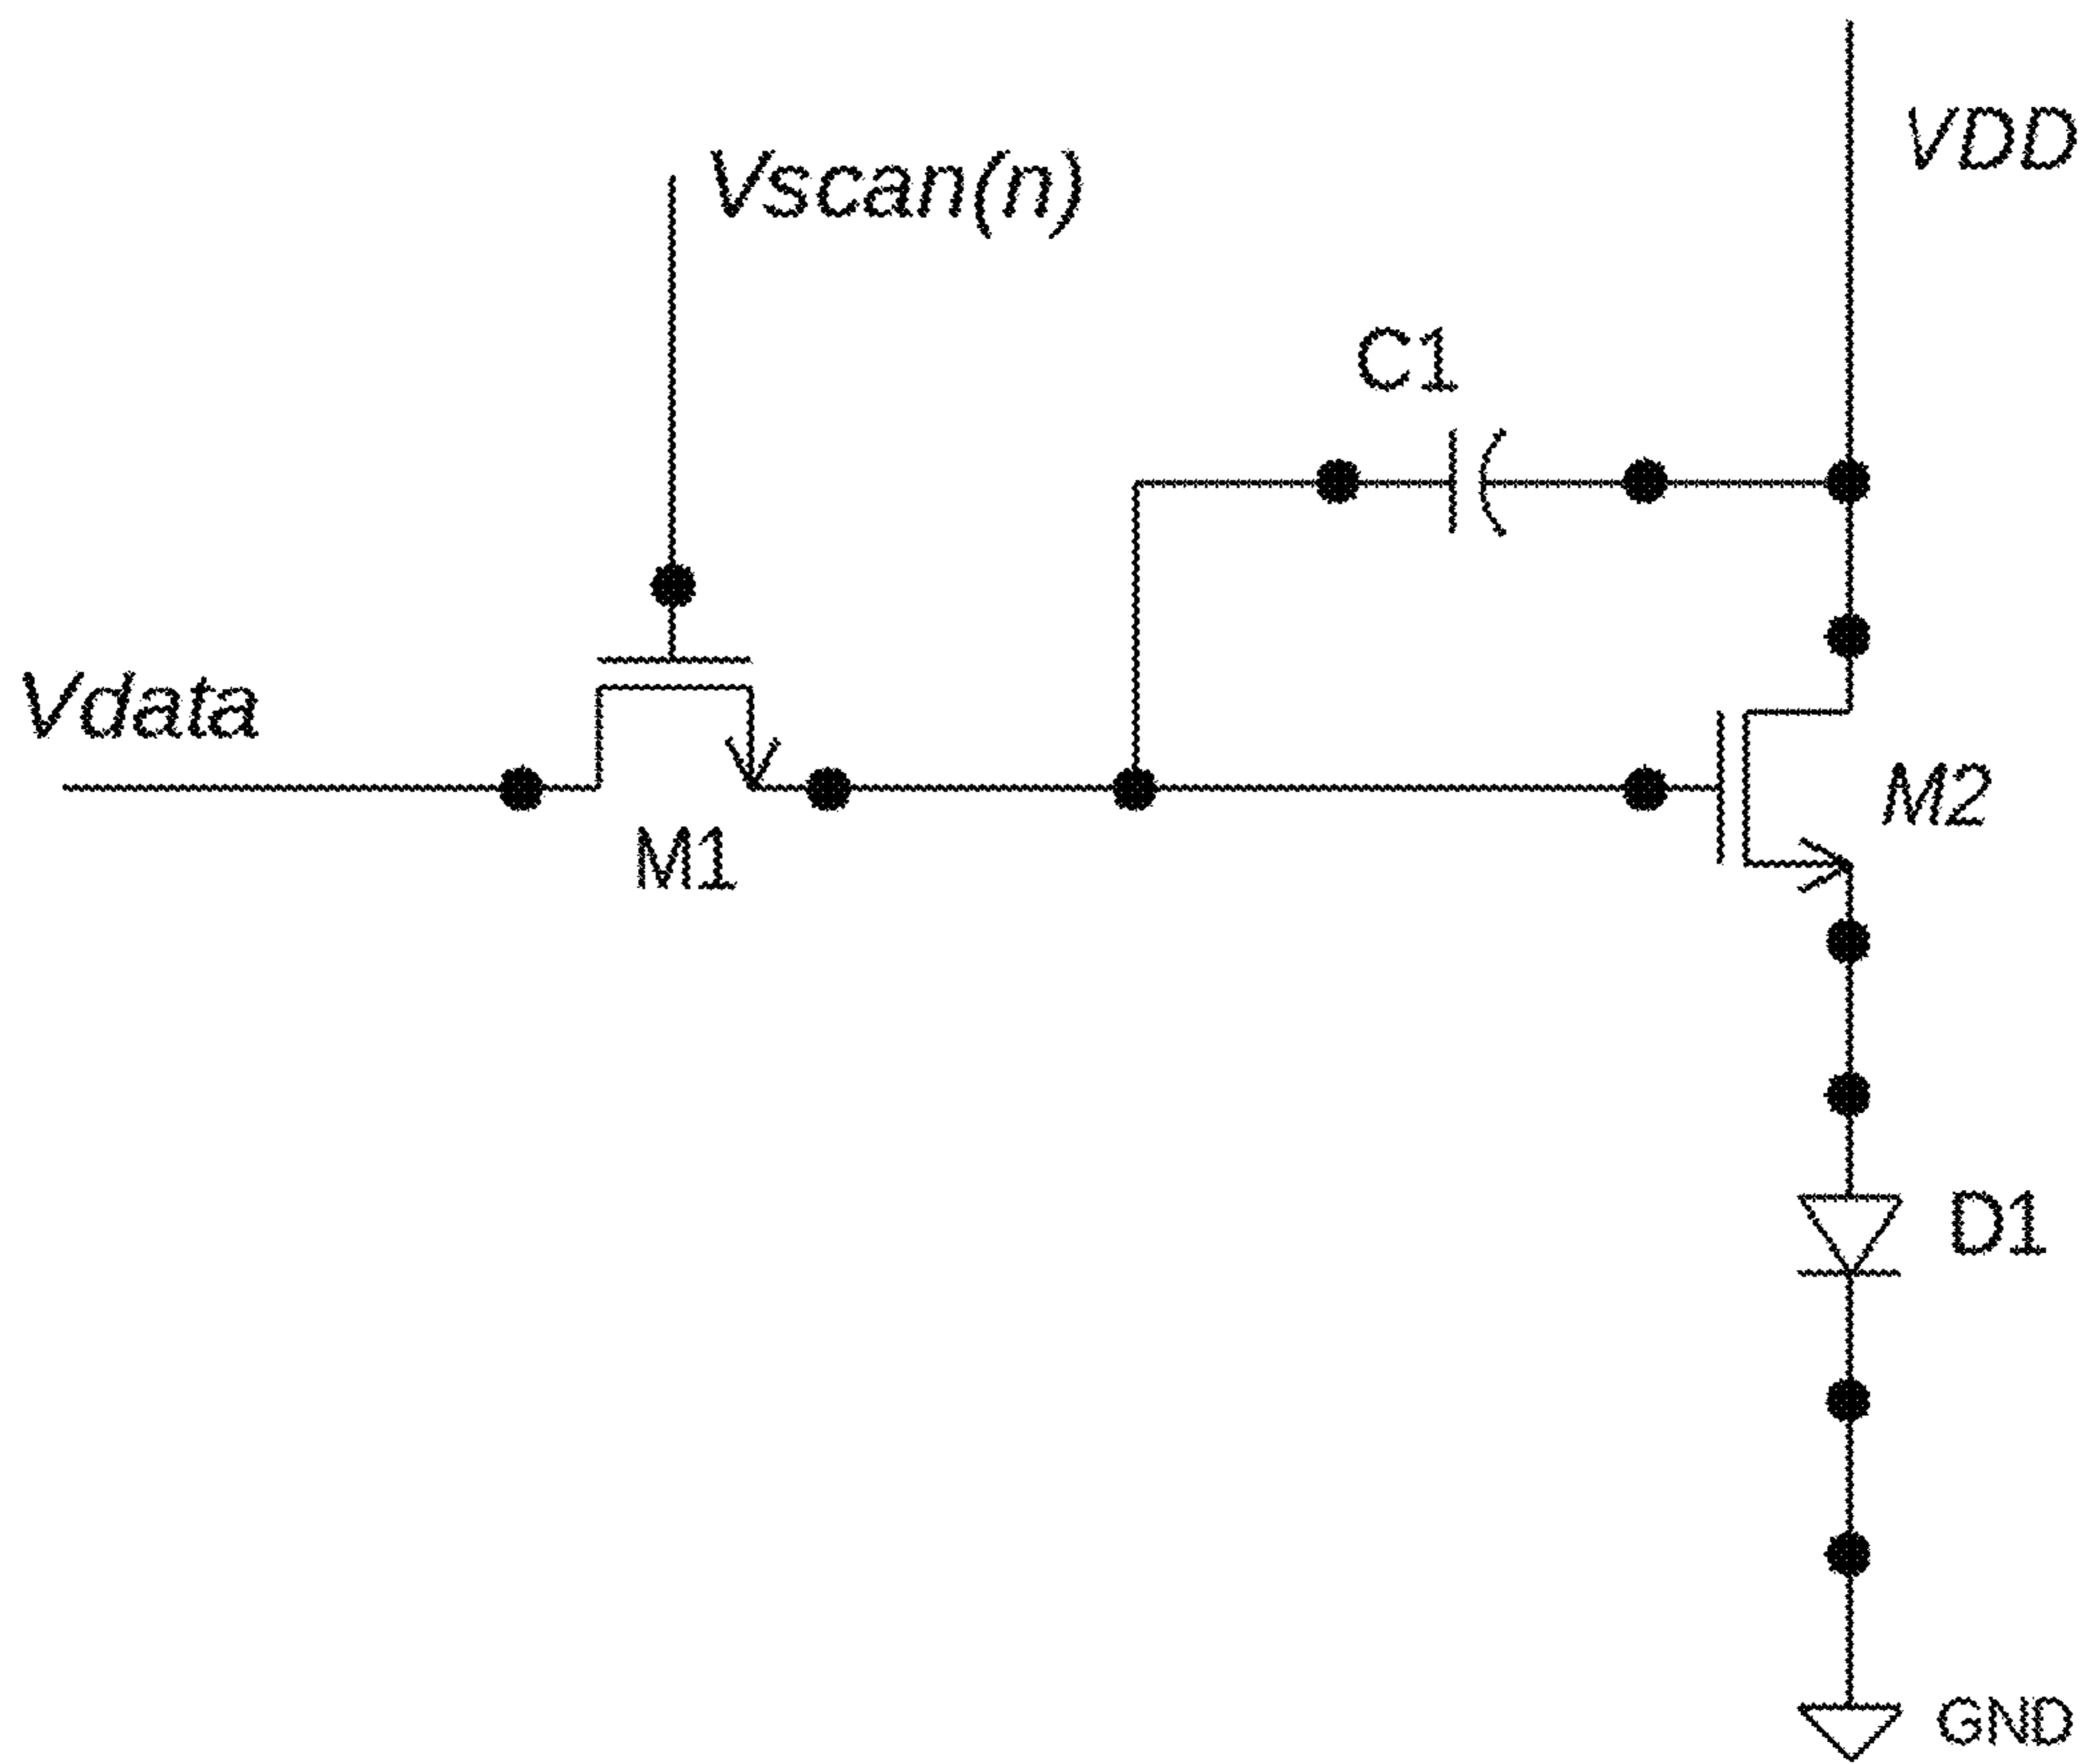 VDD
Vscan(n)
C1
Vdata
M2
M1
D1
GND